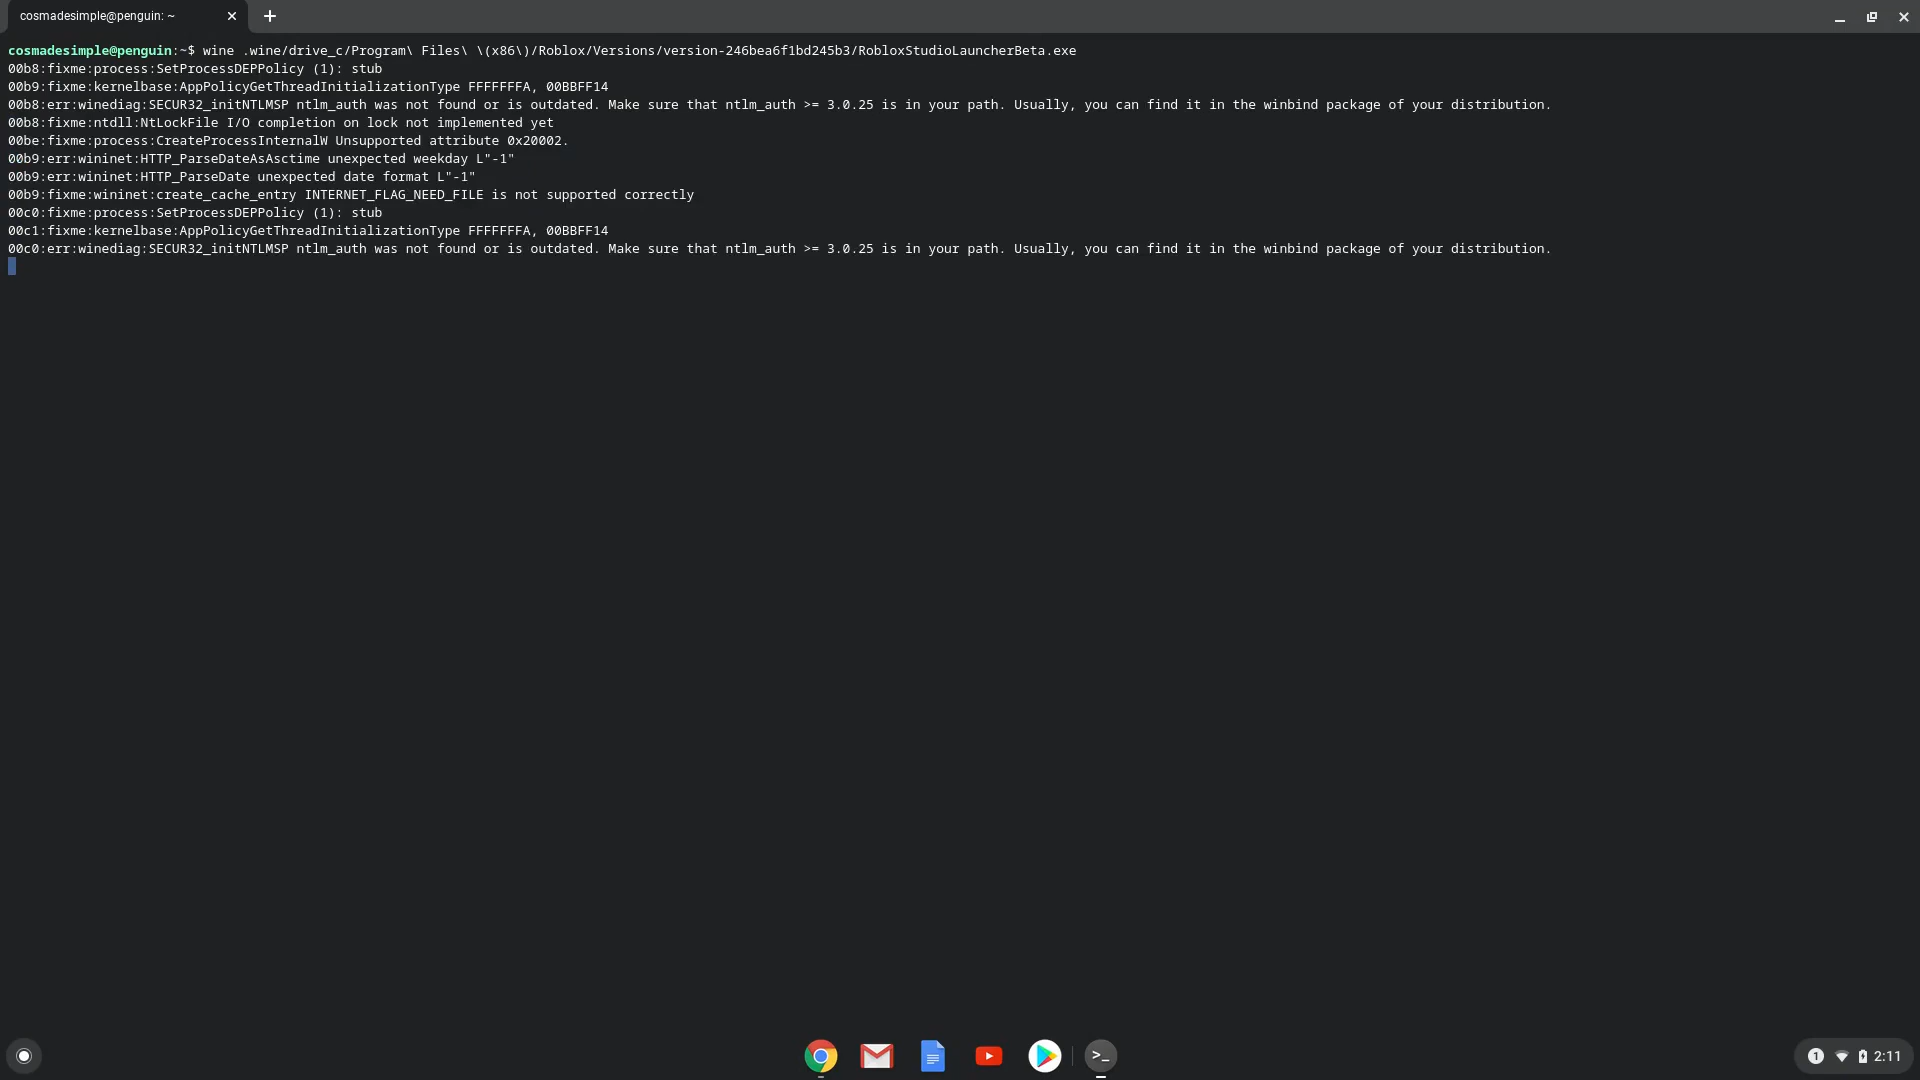 cosmadesimple@penguin: ~
cosmadesimple@penguin:~$ wine .wine/drive_c/Program\ Files\ \(x86\)/Roblox/Versions/version-246bea6f1bd245b3/RobloxStudioLauncherBeta.exe
00b8:fixme:process:SetProcessDEPPolicy (1): stub
00b9:fixme:kernelbase:AppPolicyGetThreadInitializationType FFFFFFFA, 00BBFF14
00b8:err:winediag:SECUR32_initNTLMSP ntlm_auth was not found or is outdated. Make sure that ntlm_auth >= 3.0.25 is in your path. Usually, you can find it in the winbind package of your distribution.
00b8:fixme:ntdll:NtLockFile I/O completion on lock not implemented yet
00be:fixme:process:CreateProcessInternalW Unsupported attribute 0x20002.
00b9:err:wininet:HTTP_ParseDateAsAsctime unexpected weekday L"-1"
00b9:err:wininet:HTTP_ParseDate unexpected date format L"-1"
00b9:fixme:wininet:create_cache_entry INTERNET_FLAG_NEED_FILE is not supported correctly
00c0:fixme:process:SetProcessDEPPolicy (1): stub
00c1:fixme:kernelbase:AppPolicyGetThreadInitializationType FFFFFFFA, 00BBFF14
00c0:err:winediag:SECUR32_initNTLMSP ntlm_auth was not found or is outdated. Make sure that ntlm_auth >= 3.0.25 is in your path. Usually, you can find it in the winbind package of your distribution.
>_
1 2:11